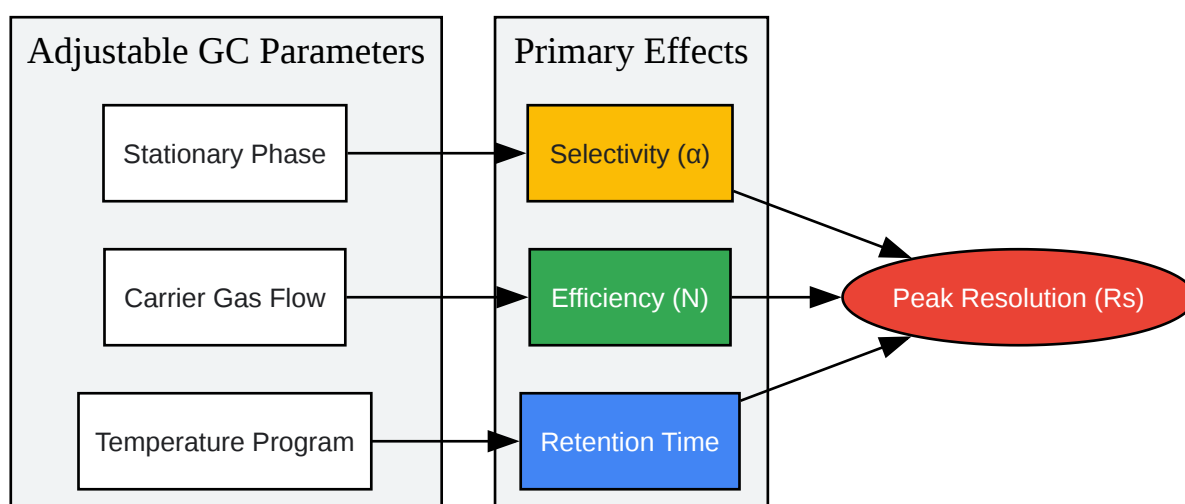 Adjustable GC Parameters
Primary Effects
Stationary Phase
Selectivity (α)
Carrier Gas Flow
Efficiency (N)
Peak Resolution (Rs)
Temperature Program
Retention Time